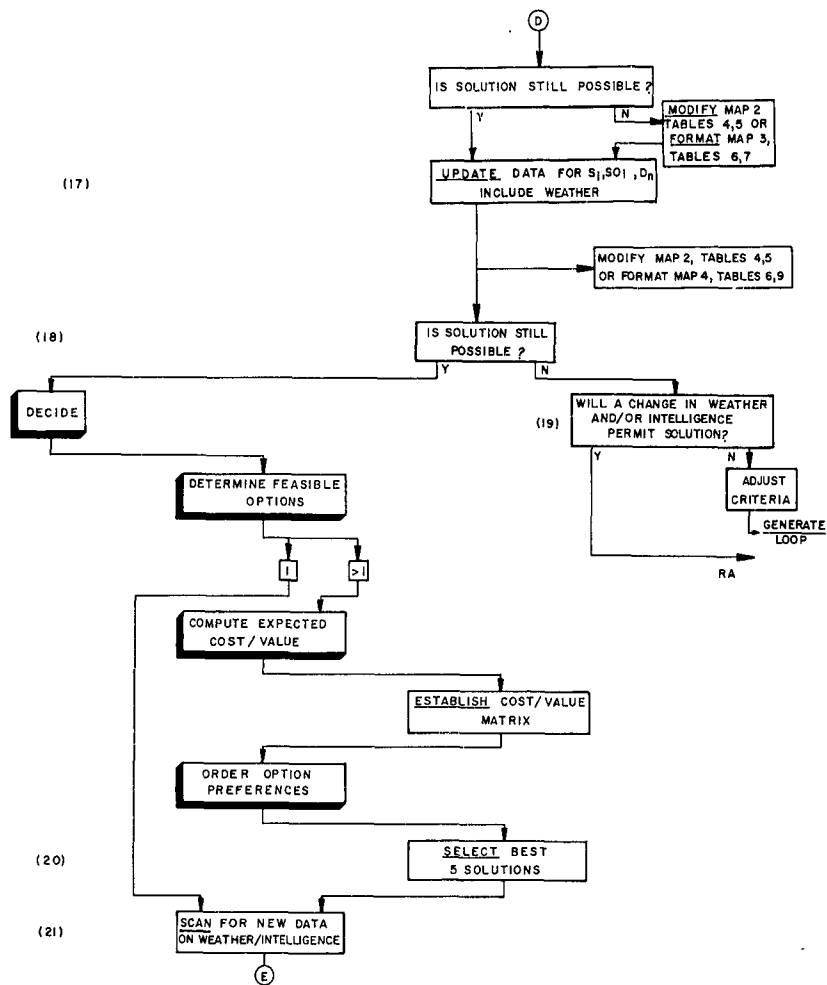 D
IS SOLUTION STILL POSSIBLE?
Y
N
MODIFY MAP 2
TABLES 4,5 OR
FORMAT MAP 3,
TABLES 6,7
(17)
UPDATE DATA FOR S1,SO1,Dn
INCLUDE WEATHER
MODIFY MAP 2, TABLES 4,5
OR FORMAT MAP 4, TABLES 6,9
(18)
IS SOLUTION STILL
POSSIBLE?
Y
N
DECIDE
(19)
WILL A CHANGE IN WEATHER
AND/OR INTELLIGENCE
PERMIT SOLUTION?
Y
N
DETERMINE FEASIBLE
OPTIONS
ADJUST
CRITERIA
GENERATE
LOOP
1
>1
RA
COMPUTE EXPECTED
COST/VALUE
ESTABLISH COST/VALUE
MATRIX
ORDER OPTION
PREFERENCES
(20)
SELECT BEST
5 SOLUTIONS
(21)
SCAN FOR NEW DATA
ON WEATHER/INTELLIGENCE
E